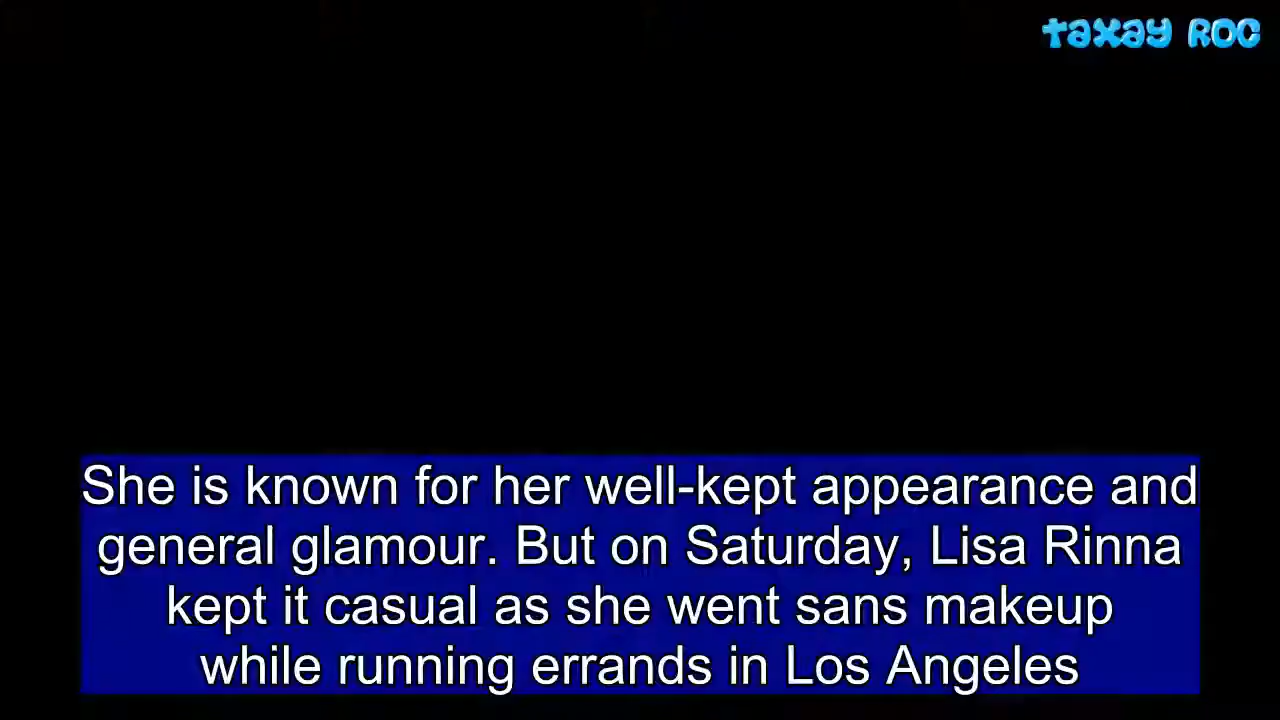 TaXaY ROC
She is known for her well-kept appearance and
general glamour. But on Saturday, Lisa Rinna
kept it casual as she went sans makeup
while running errands in Los Angeles